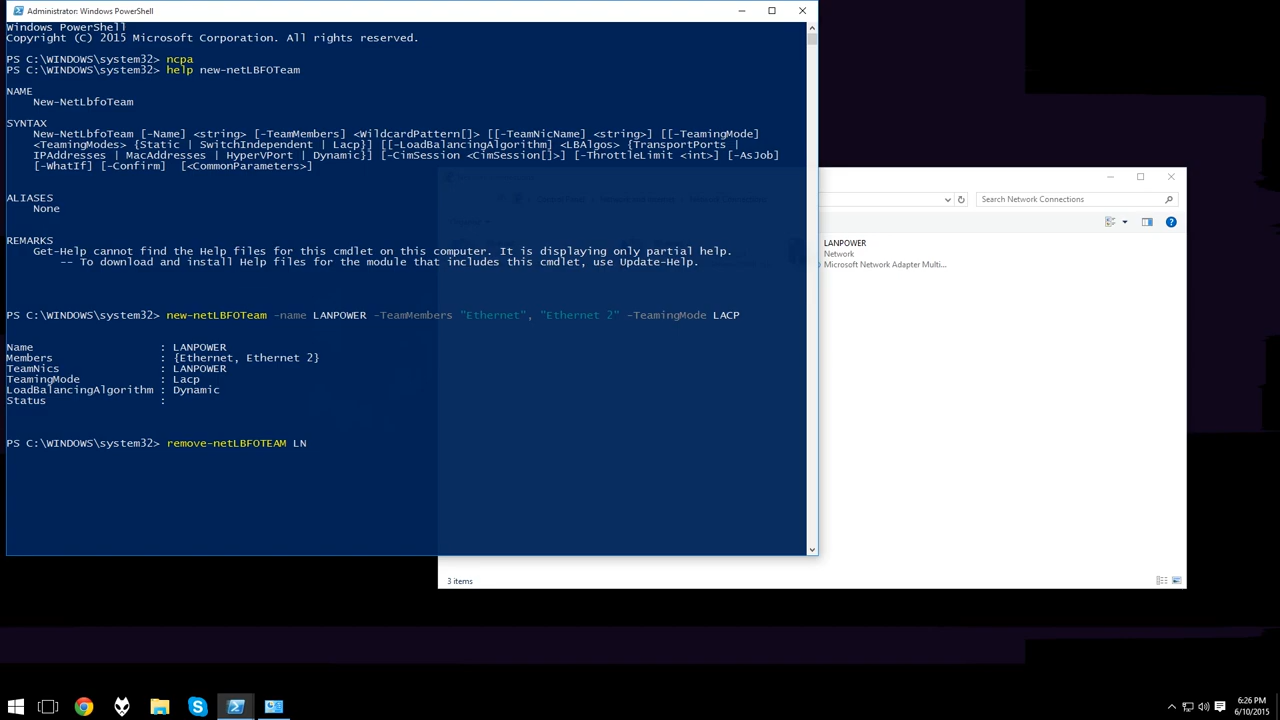 Administrator: Windows PowerShell
Windows PowerShell
Copyright (C) 2015 Microsoft Corporation. All rights reserved.
PS C:\WINDOWS\system32> ncpa
PS C:\WINDOWS\system32> help new-netLBFOTeam
NAME
    New-NetLbfoTeam
SYNTAX
    New-NetLbfoTeam [-Name] <string> [-TeamMembers] <WildcardPattern[]> [[-TeamNicName] <string>] [[-TeamingMode]
    <TeamingModes> {Static | SwitchIndependent | Lacp}] [[-LoadBalancingAlgorithm] <LBAlgos> {TransportPorts |
    IPAddresses | MacAddresses | HyperVPort | Dynamic}] [-CimSession <CimSession[]>] [-ThrottleLimit <int>] [-AsJob]
    [-WhatIf] [-Confirm]  [<CommonParameters>]
ALIASES
    None
REMARKS
    Get-Help cannot find the Help files for this cmdlet on this computer. It is displaying only partial help.
        -- To download and install Help files for the module that includes this cmdlet, use Update-Help.
PS C:\WINDOWS\system32> new-netLBFOTeam -name LANPOWER -TeamMembers "Ethernet", "Ethernet 2" -TeamingMode LACP
Name                   : LANPOWER
Members                : {Ethernet, Ethernet 2}
TeamNics               : LANPOWER
TeamingMode            : Lacp
LoadBalancingAlgorithm : Dynamic
Status                 :
PS C:\WINDOWS\system32> remove-netLBFOTEAM LN
Search Network Connections
LANPOWER
Network
Microsoft Network Adapter Multi...
3 items
6:26 PM
6/10/2015